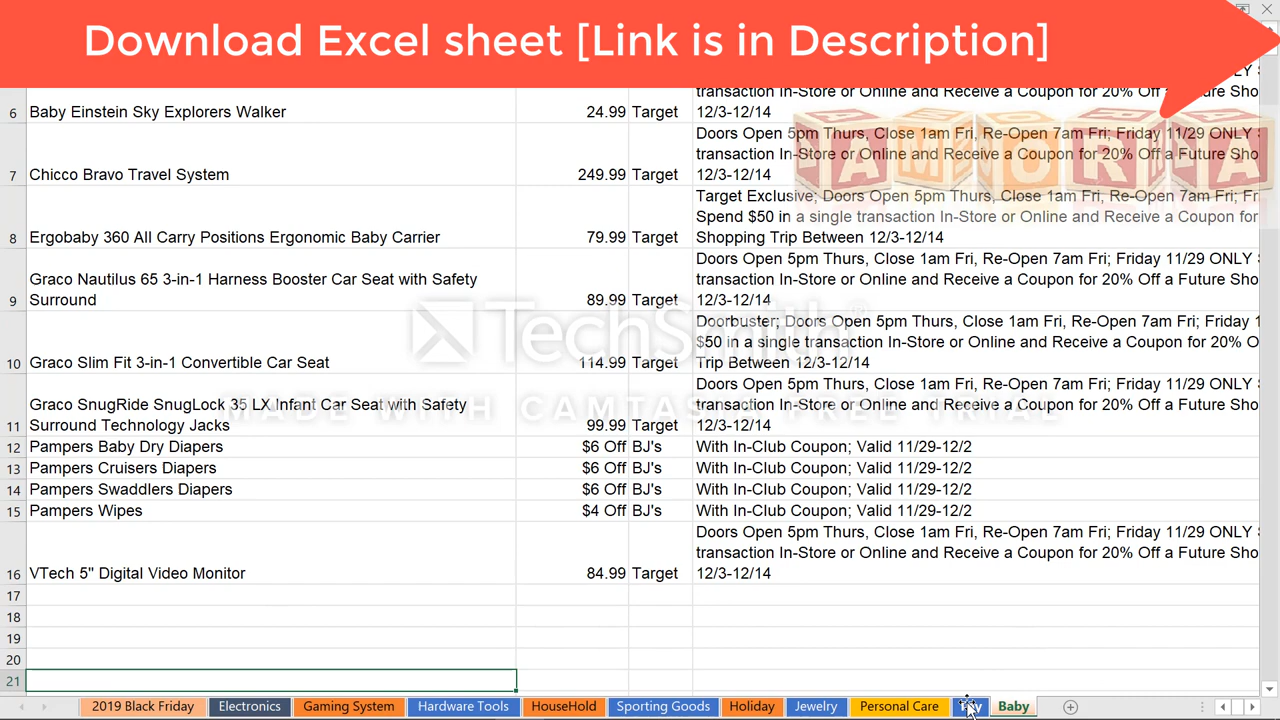 Download Excel sheet [Link is in Description]
transaction In-Store or Online and Receive a Coupon for 20% Off a Future Sho
6 Baby Einstein Sky Explorers Walker 24.99 Target 12/3-12/14
Doors Open 5pm Thurs, Close 1am Fri, Re-Open 7am Fri; Friday 11/29 ONLY
transaction In-Store or Online and Receive a Coupon for 20% Off a Future Sho
7 Chicco Bravo Travel System 249.99 Target 12/3-12/14
AMORA
Target Exclusive; Doors Open 5pm Thurs, Close 1am Fri, Re-Open 7am Fri; Fr
Spend $50 in a single transaction In-Store or Online and Receive a Coupon for
8 Ergobaby 360 All Carry Positions Ergonomic Baby Carrier 79.99 Target Shopping Trip Between 12/3-12/14
Doors Open 5pm Thurs, Close 1am Fri, Re-Open 7am Fri; Friday 11/29 ONLY S
Graco Nautilus 65 3-in-1 Harness Booster Car Seat with Safety transaction In-Store or Online and Receive a Coupon for 20% Off a Future Sho
9 Surround 89.99 Target 12/3-12/14
TechSmith
Doorbuster; Doors Open 5pm Thurs, Close 1am Fri, Re-Open 7am Fri; Friday 1
$50 in a single transaction In-Store or Online and Receive a Coupon for 20% O
10 Graco Slim Fit 3-in-1 Convertible Car Seat 114.99 Target Trip Between 12/3-12/14
Doors Open 5pm Thurs, Close 1am Fri, Re-Open 7am Fri; Friday 11/29 ONLY S
Graco SnugRide SnugLock 35 LX Infant Car Seat with Safety transaction In-Store or Online and Receive a Coupon for 20% Off a Future Sho
MADE WITH CAMTASIA FREE TRIAL
11 Surround Technology Jacks 99.99 Target 12/3-12/14
12 Pampers Baby Dry Diapers $6 Off BJ's With In-Club Coupon; Valid 11/29-12/2
13 Pampers Cruisers Diapers $6 Off BJ's With In-Club Coupon; Valid 11/29-12/2
14 Pampers Swaddlers Diapers $6 Off BJ's With In-Club Coupon; Valid 11/29-12/2
15 Pampers Wipes $4 Off BJ's With In-Club Coupon; Valid 11/29-12/2
Doors Open 5pm Thurs, Close 1am Fri, Re-Open 7am Fri; Friday 11/29 ONLY S
transaction In-Store or Online and Receive a Coupon for 20% Off a Future Sho
16 VTech 5" Digital Video Monitor 84.99 Target 12/3-12/14
17
18
19
20
21
2019 Black Friday Electronics Gaming System Hardware Tools HouseHold Sporting Goods Holiday Jewelry Personal Care Baby